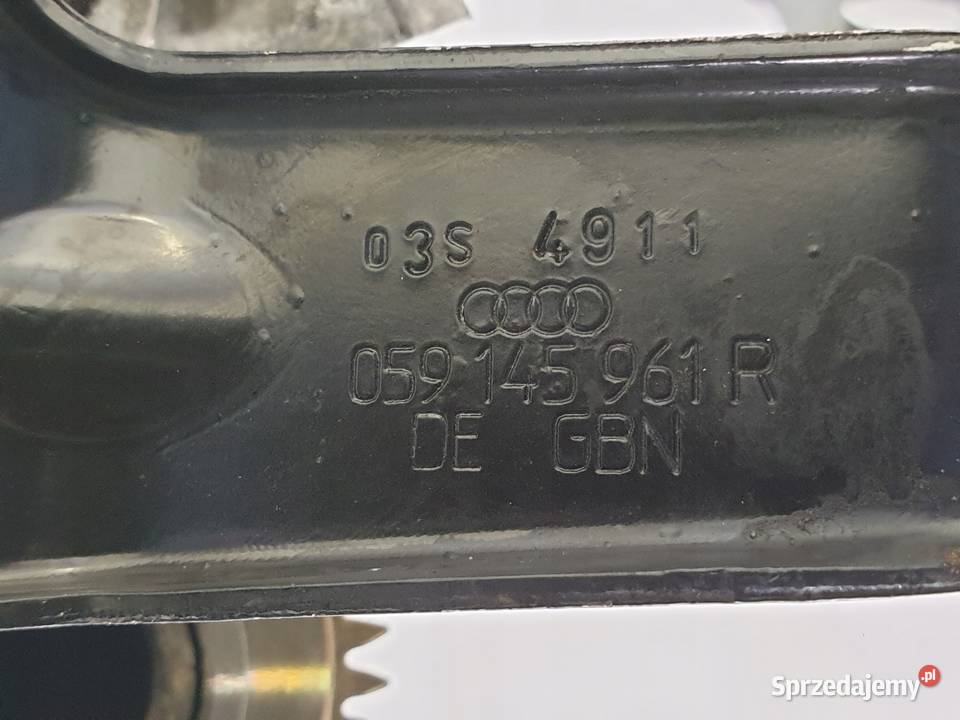 03S 4911
059 145 961 R
DE GBN
Sprzedajemy.pl